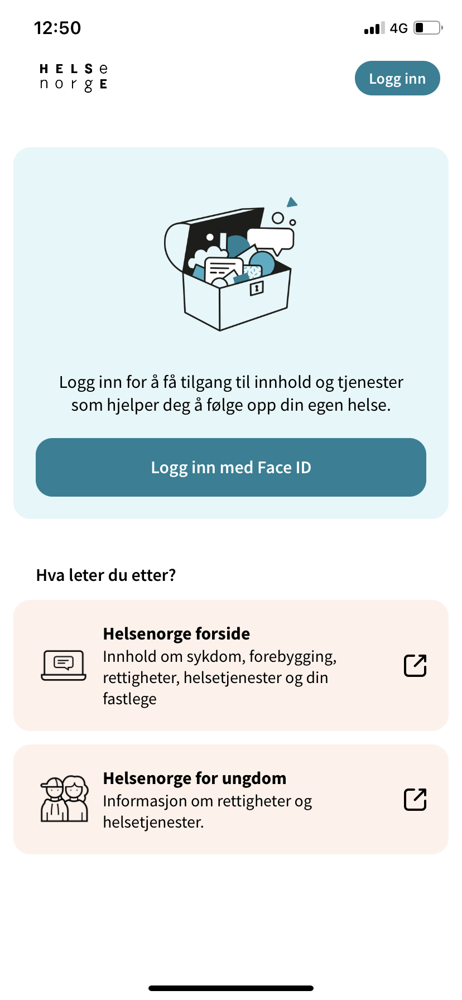 12:50
4G
HELSe
norgE
Logg inn
Logg inn for å få tilgang til innhold og tjenester
som hjelper deg å følge opp din egen helse.
Logg inn med Face ID
Hva leter du etter?
Helsenorge forside
Innhold om sykdom, forebygging,
rettigheter, helsetjenester og din
fastlege
Helsenorge for ungdom
Informasjon om rettigheter og
helsetjenester.